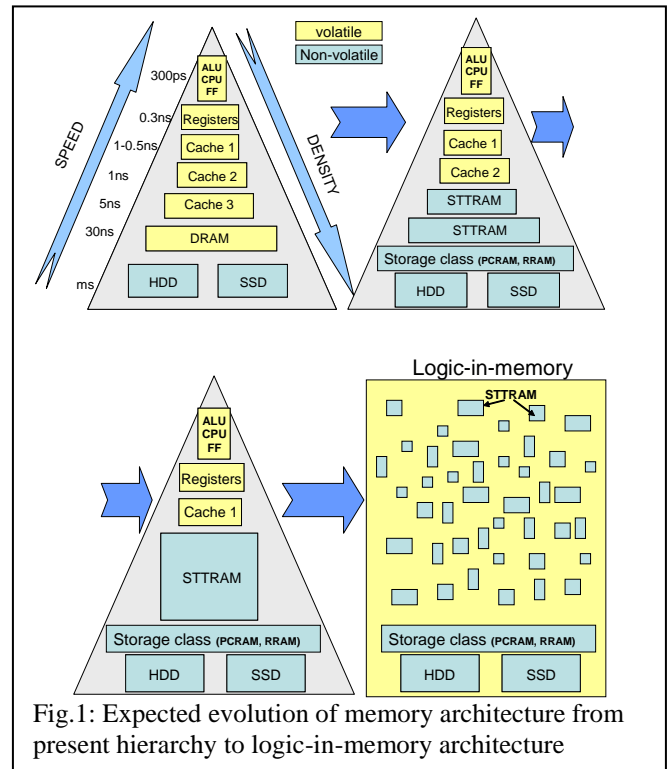 volatile
Non-volatile
SPEED
DENSITY
300ps
0.3ns
1-0.5ns
1ns
5ns
30ns
ms
ALU
CPU
FF
Registers
Cache 1
Cache 2
Cache 3
DRAM
HDD SSD
ALU
CPU
FF
Registers
Cache 1
Cache 2
STTRAM
STTRAM
Storage class (PCRAM, RRAM)
HDD SSD
ALU
CPU
FF
Registers
Cache 1
STTRAM
Storage class (PCRAM, RRAM)
HDD SSD
Logic-in-memory
STTRAM
Storage class (PCRAM, RRAM)
HDD SSD
Fig.1: Expected evolution of memory architecture from
present hierarchy to logic-in-memory architecture